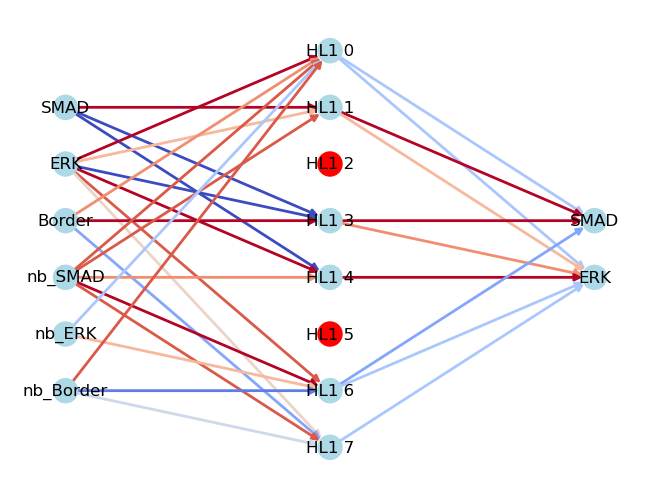 SMAD
ERK
Border
nb_SMAD
nb_ERK
nb_Border
HL1 0
HL1 1
HL1 2
HL1 3
HL1 4
HL1 5
HL1 6
HL1 7
SMAD
ERK